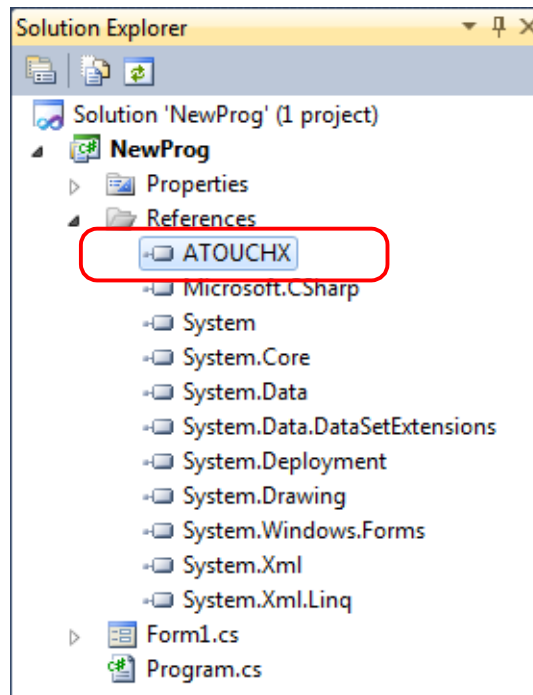 Solution Explorer
Solution 'NewProg' (1 project)
NewProg
Properties
References
ATOUCHX
Microsoft.CSharp
System
System.Core
System.Data
System.Data.DataSetExtensions
System.Deployment
System.Drawing
System.Windows.Forms
System.Xml
System.Xml.Linq
Form1.cs
Program.cs